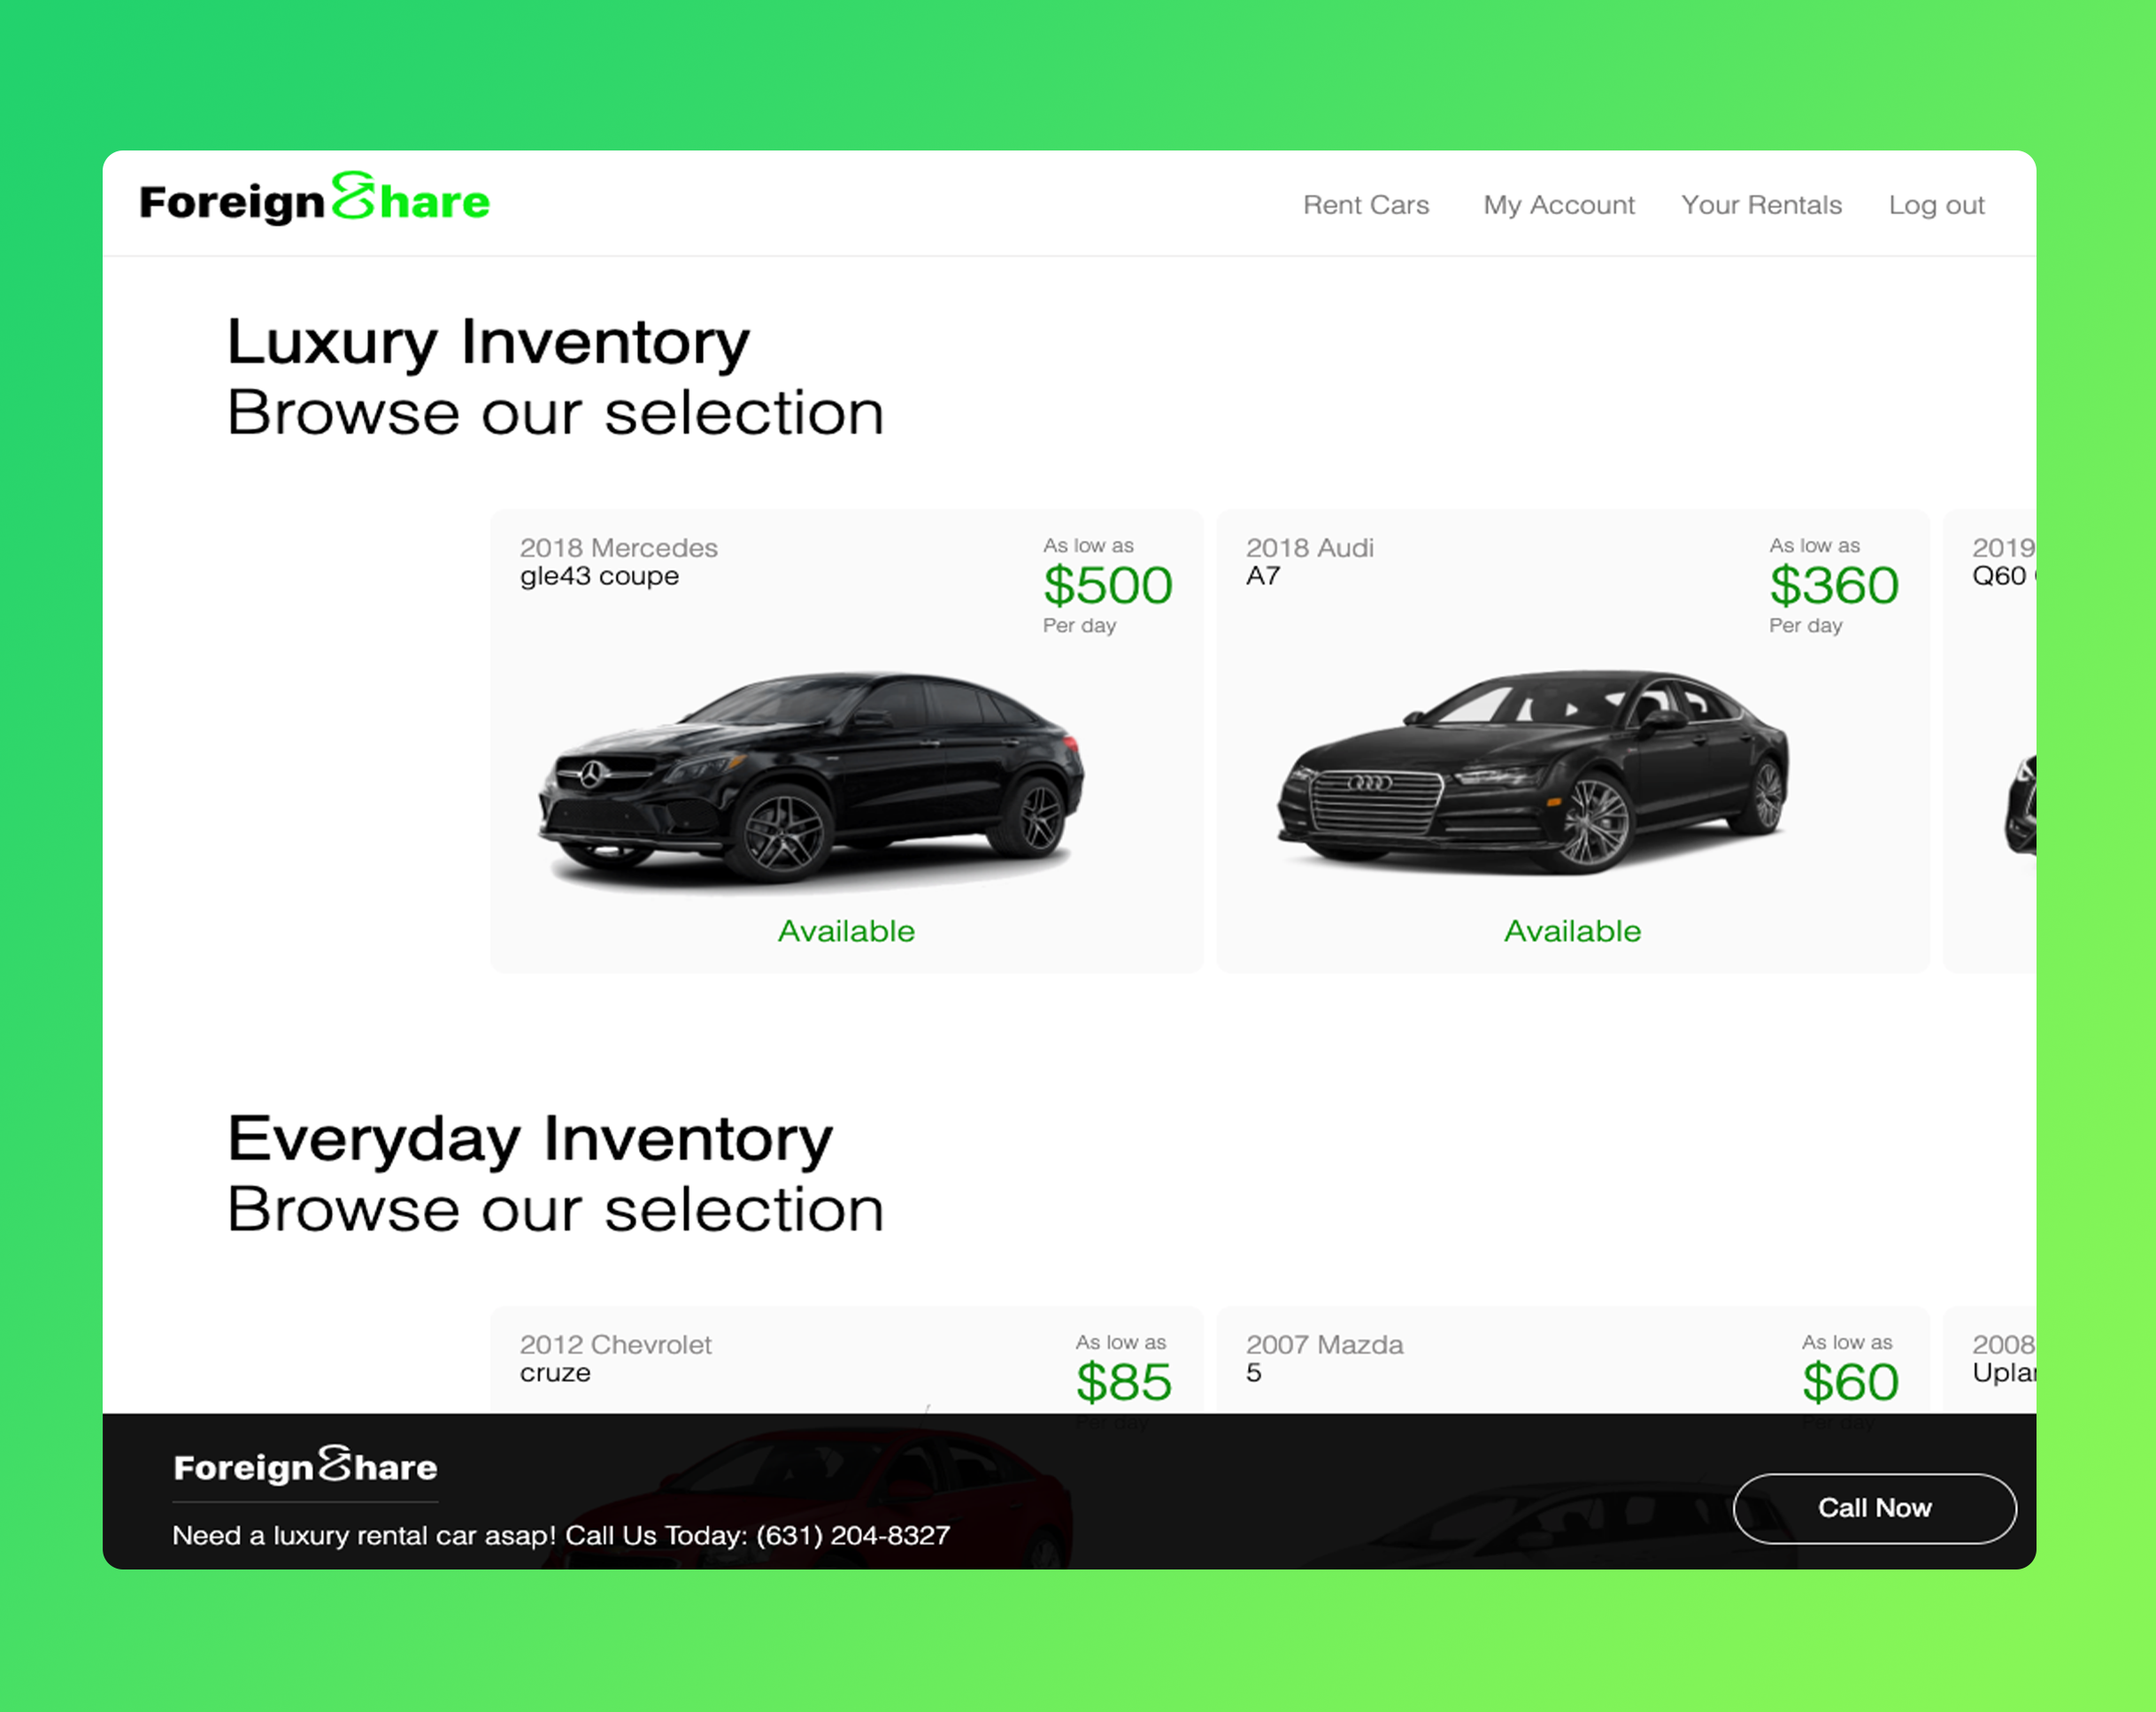 ForeignShare
Rent Cars My Account Your Rentals Log out
Luxury Inventory
Browse our selection
2018 Mercedes
gle43 coupe
As low as
$500
Per day
Available
2018 Audi
A7
As low as
$360
Per day
Available
2019
Q60
Everyday Inventory
Browse our selection
2012 Chevrolet
cruze
As low as
$85
Per day
2007 Mazda
5
As low as
$60
Per day
2008
ForeignShare
Need a luxury rental car asap! Call Us Today: (631) 204-8327
Call Now